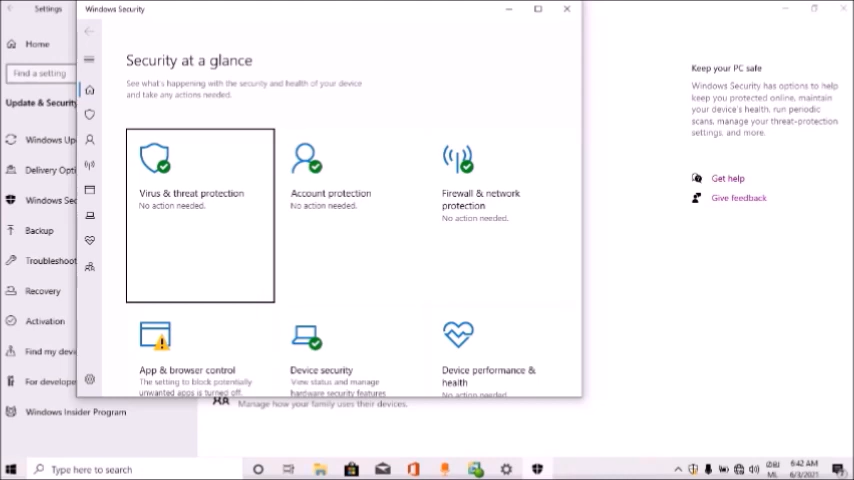 Settings
Home
Find a setting
Update & Security
Windows Up
Delivery Opti
Windows Sec
Backup
Troubleshoot
Recovery
Activation
Find my devi
For develope
Windows Insider Program
Windows Security
Security at a glance
See what's happening with the security and health of your device
and take any actions needed.
Virus & threat protection
No action needed.
Account protection
No action needed.
Firewall & network
protection
No action needed.
App & browser control
The setting to block potentially
unwanted apps is turned off.
Device security
View status and manage
hardware security features
Device performance &
health
No action needed.
Manage how your family uses their devices.
Keep your PC safe
Windows Security has options to help
keep you protected online, maintain
your device's health, run periodic
scans, manage your threat-protection
settings, and more.
Get help
Give feedback
Type here to search
ML
6:42 AM
6/3/2021